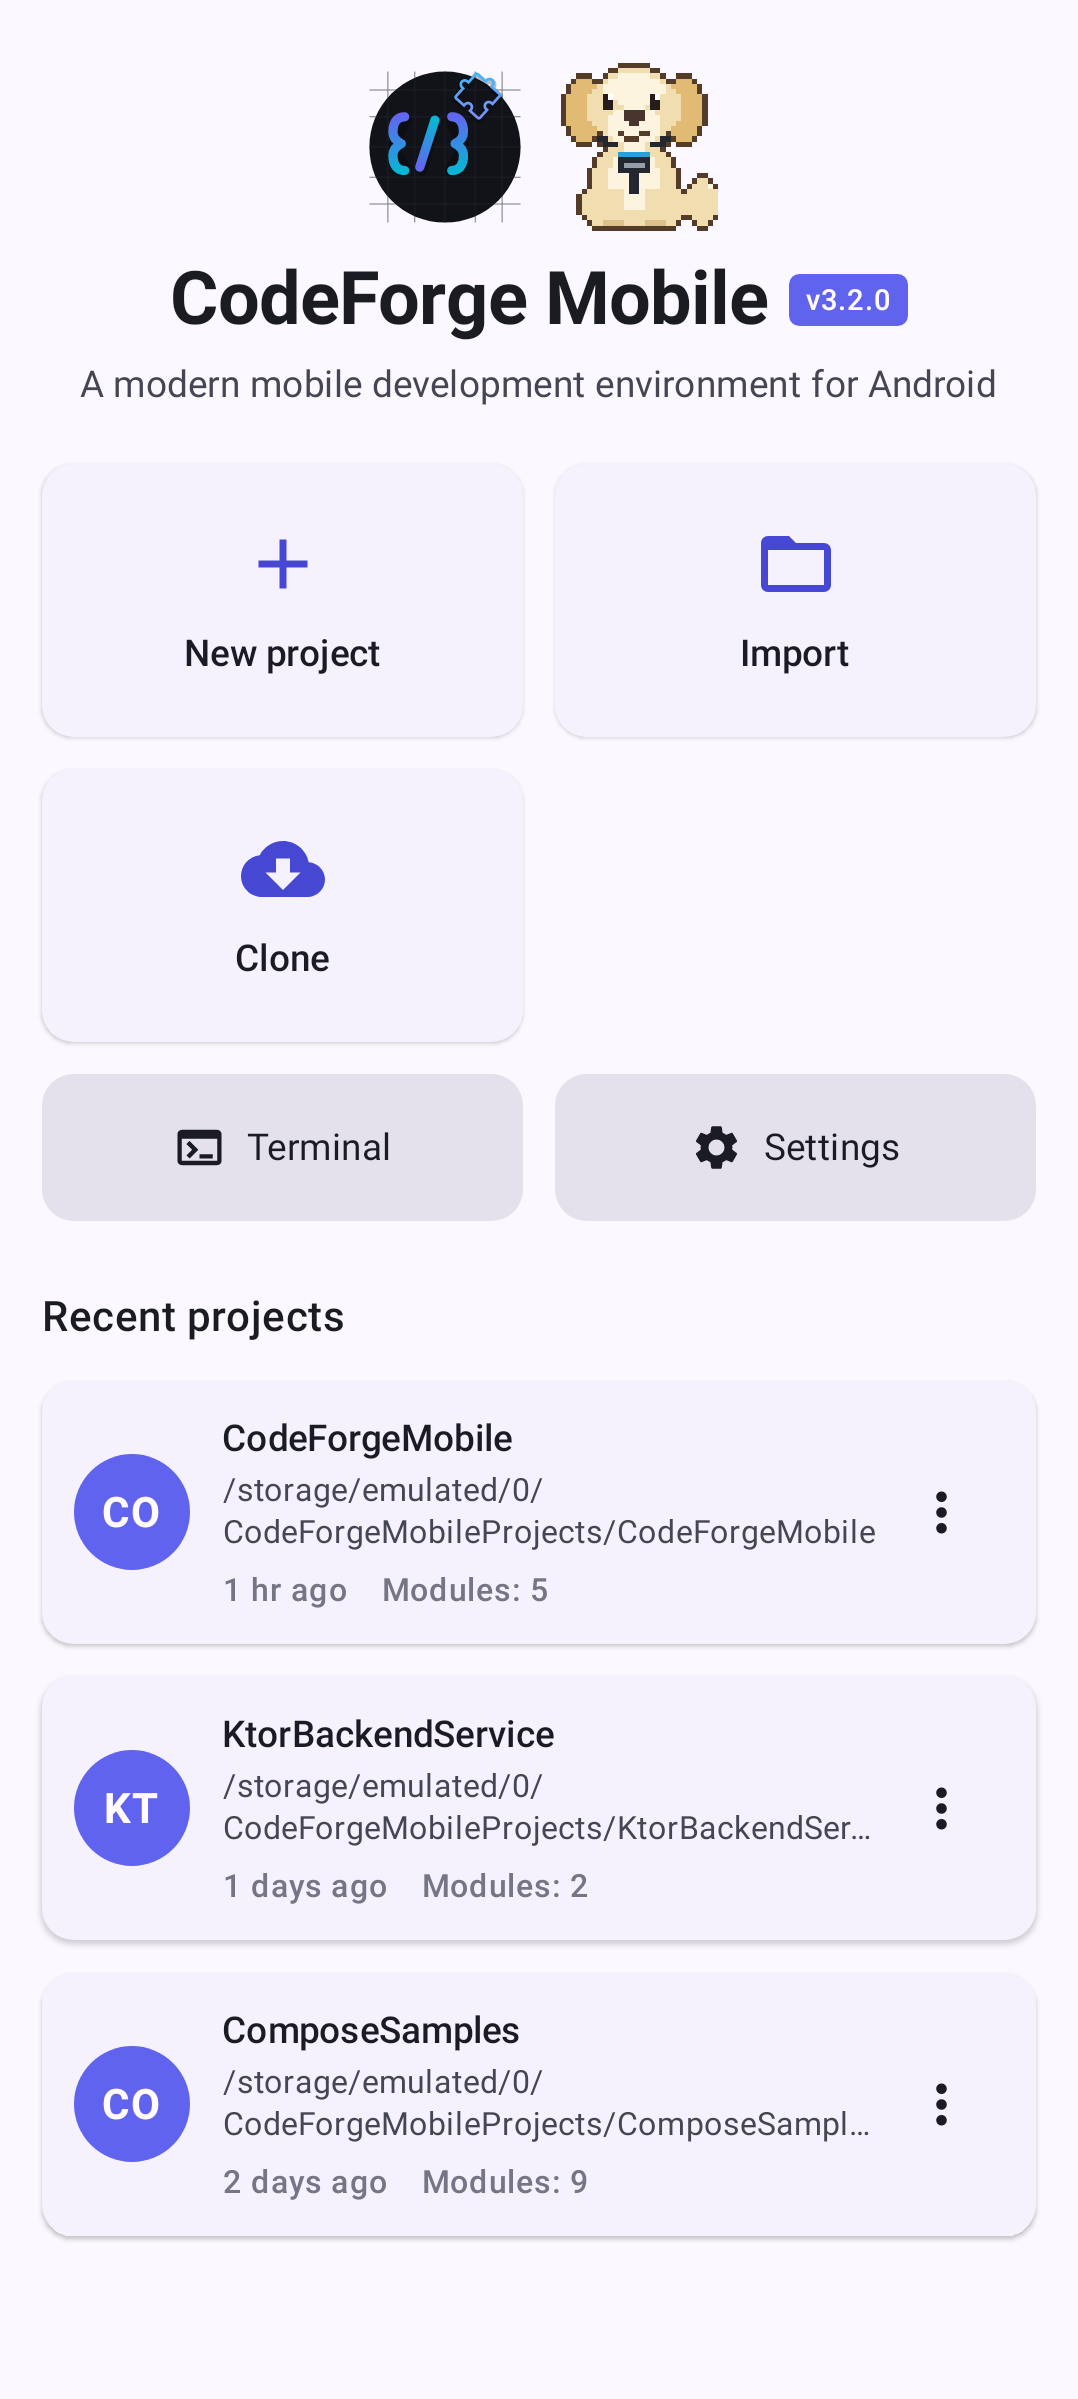 {/}
CodeForge Mobile v3.2.0
A modern mobile development environment for Android
New project
Import
Clone
Terminal
Settings
Recent projects
CO
CodeForgeMobile
/storage/emulated/0/
CodeForgeMobileProjects/CodeForgeMobile
1 hr ago Modules: 5
KT
KtorBackendService
/storage/emulated/0/
CodeForgeMobileProjects/KtorBackendSer…
1 days ago Modules: 2
CO
ComposeSamples
/storage/emulated/0/
CodeForgeMobileProjects/ComposeSampl…
2 days ago Modules: 9